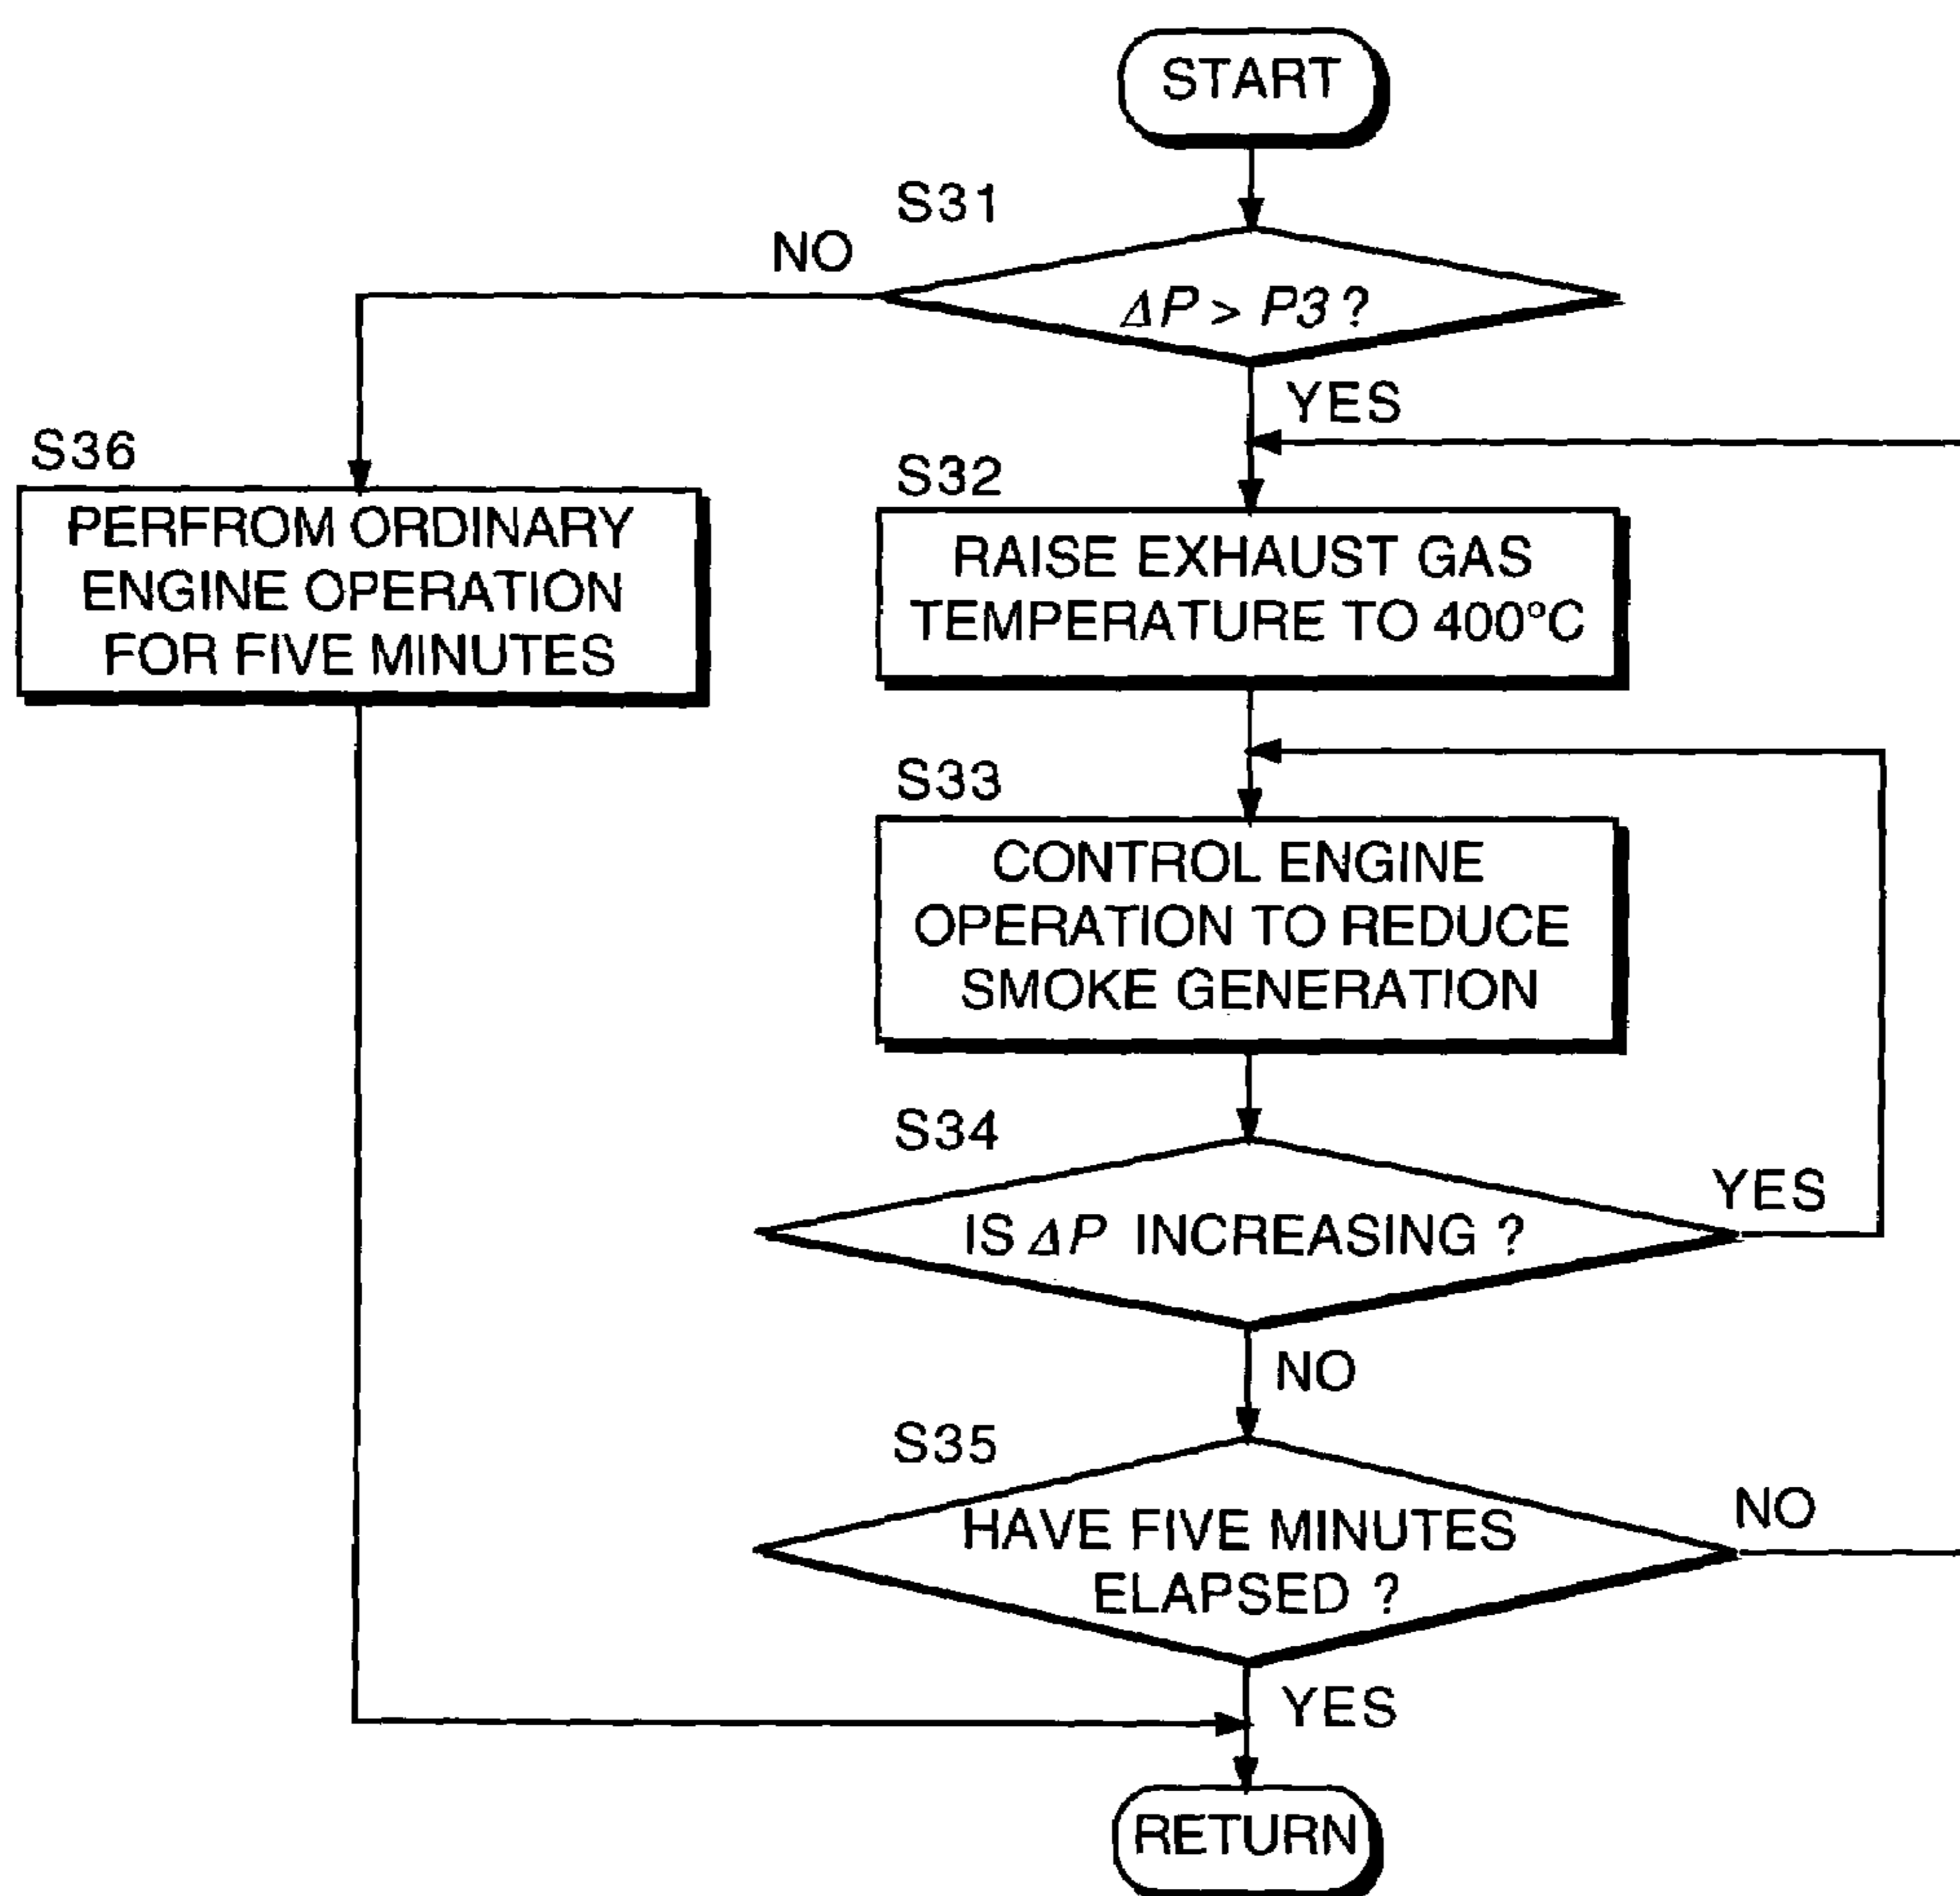 START
S31
NO
ΔP > P3 ?
YES
S36
PERFROM ORDINARY
ENGINE OPERATION
FOR FIVE MINUTES
S32
RAISE EXHAUST GAS
TEMPERATURE TO 400°C
S33
CONTROL ENGINE
OPERATION TO REDUCE
SMOKE GENERATION
S34
YES
IS ΔP INCREASING ?
NO
S35
NO
HAVE FIVE MINUTES
ELAPSED ?
YES
RETURN